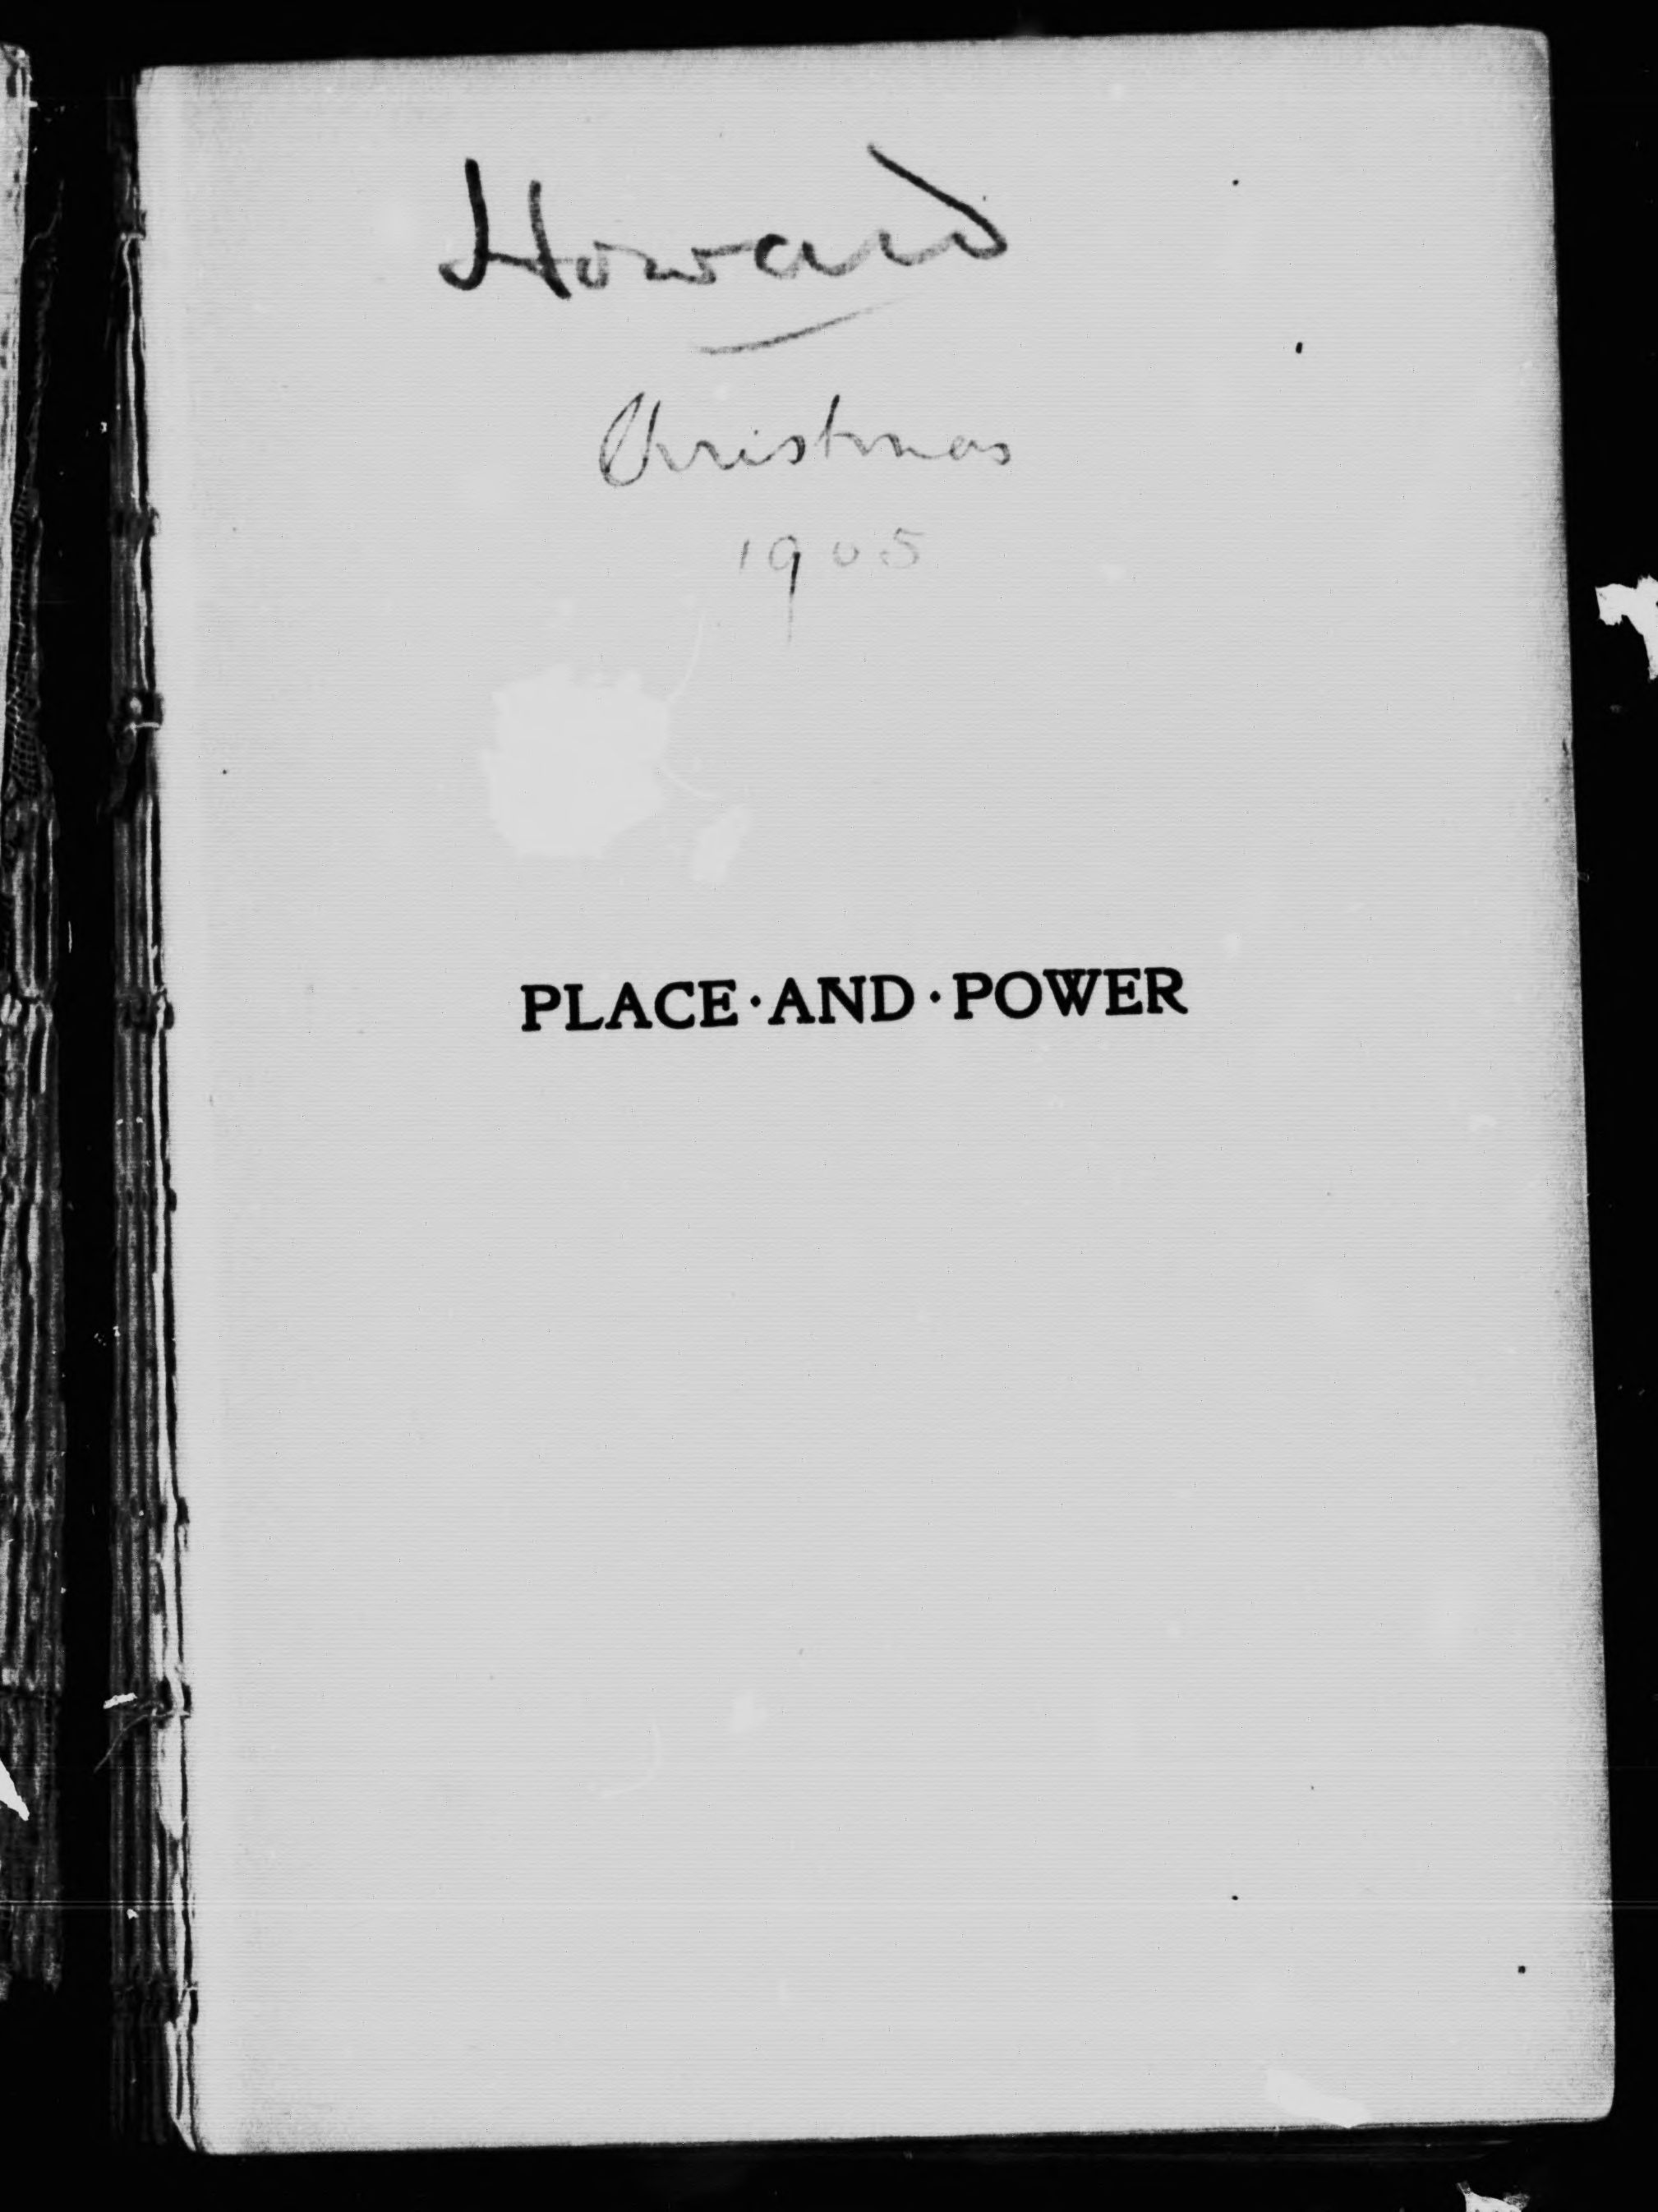 Howard
Christmas
1905
PLACE·AND·POWER